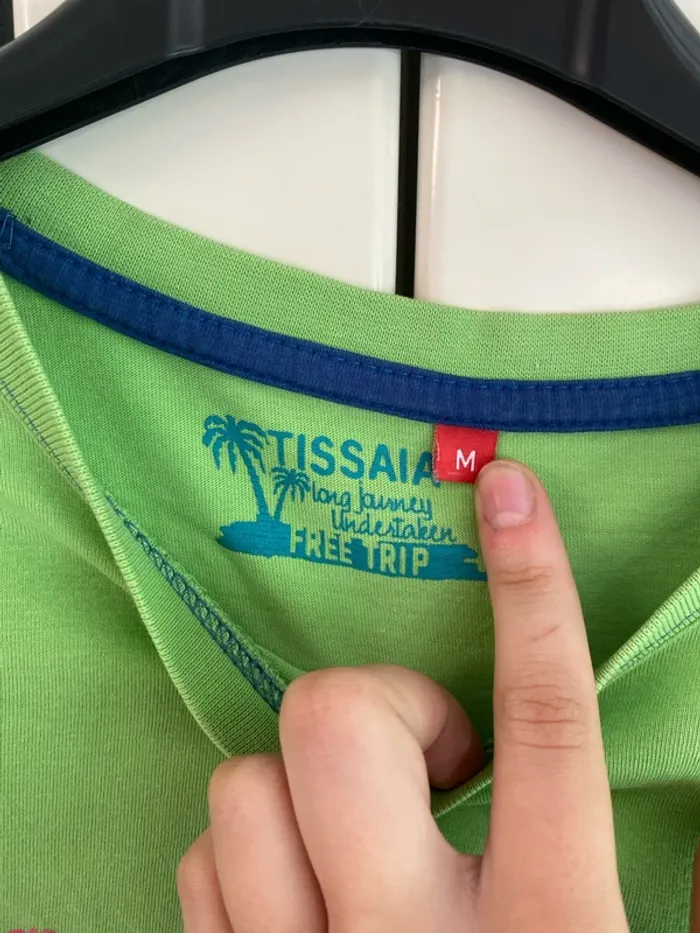 TISSAIA
M
long journey
Undertaken
FREE TRIP